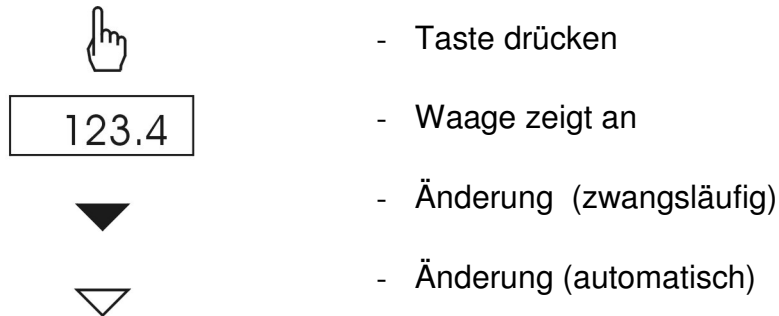 - Taste drücken
123.4 - Waage zeigt an
- Änderung (zwangsläufig)
- Änderung (automatisch)